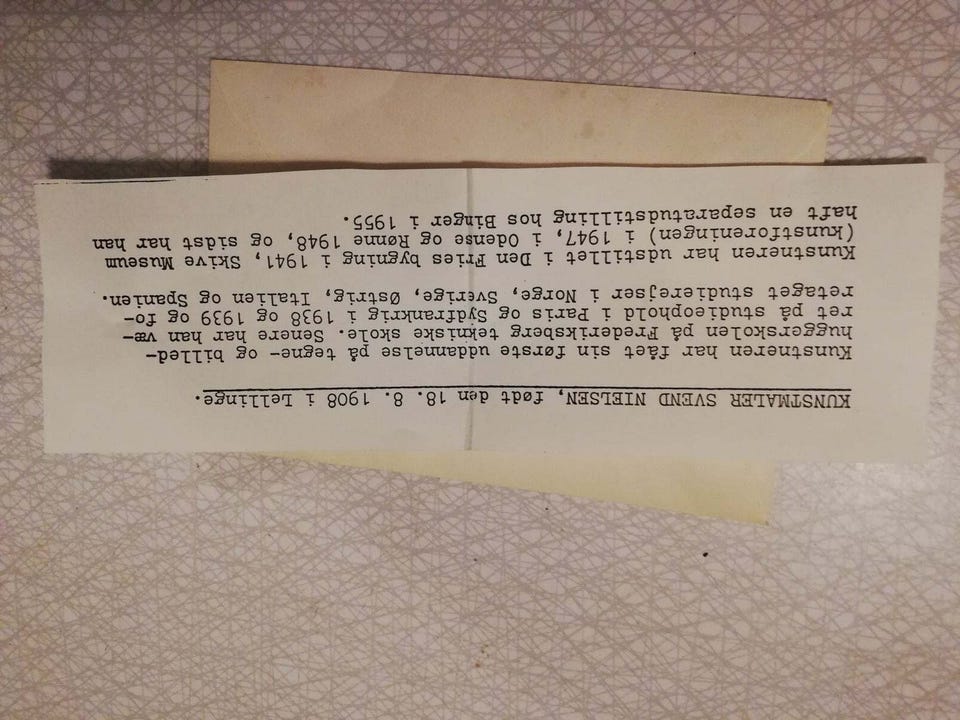 KUNSTMALER SVEND NIELSEN, født den 18. 8. 1908 i Lellinge.
Kunstneren har fået sin første uddannelse på tegne- og billed-
huggerskolen på Frederiksberg tekniske skole. Senere har han væ-
ret på studieophold i Paris og Sydfrankrig i 1938 og 1939 og fo-
retaget studierejser i Norge, Sverige, Østrig, Italien og Spanien.
Kunstneren har udstillet i Den Fries bygning i 1941, Skive Museum
(kunstforeningen) i 1947, i Odense og Rønne 1948, og sidst har han
haft en separatudstilling hos Binger i 1955.